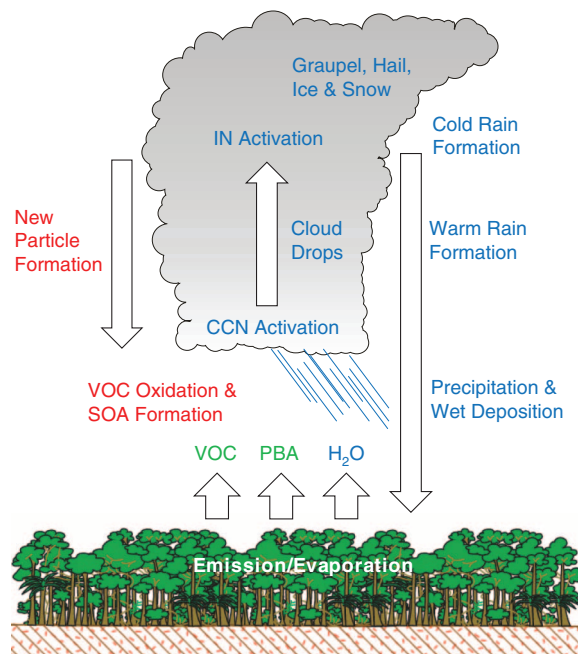 Graupel, Hail,
Ice & Snow
IN Activation
Cold Rain
Formation
New
Particle
Formation
Cloud
Drops
Warm Rain
Formation
CCN Activation
VOC Oxidation &
SOA Formation
Precipitation &
Wet Deposition
VOC PBA H₂O
Emission/Evaporation